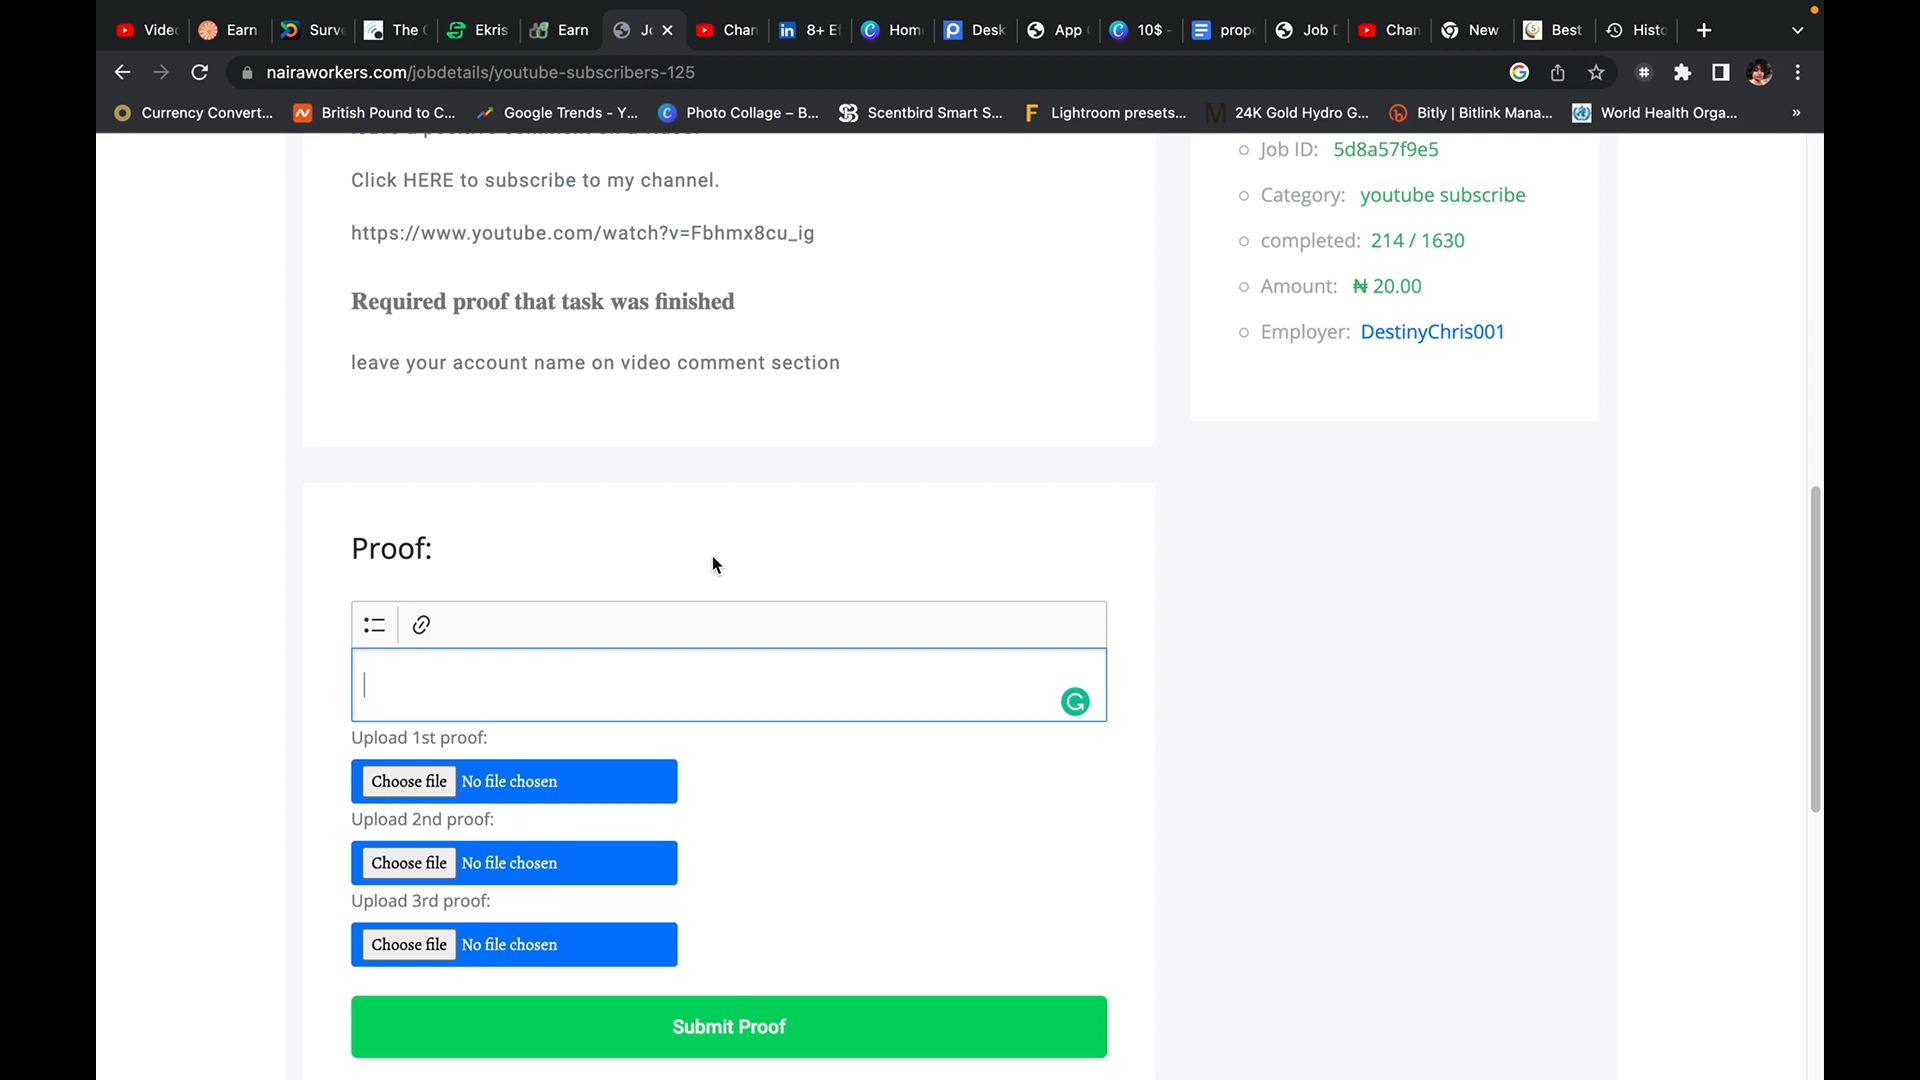 Vide
Earn
Surve
The
Ekris
Earn
Jo
Chan
8+ E
Hom
Desk
App
10$ -
prop
Job D
Chan
New
Best
Histo
nairaworkers.com/jobdetails/youtube-subscribers-125
Currency Convert...
British Pound to C...
Google Trends - Y...
Photo Collage – B...
Scentbird Smart S...
Lightroom presets...
24K Gold Hydro G...
Bitly | Bitlink Mana...
World Health Orga...
»
leave a positive comment on a video.
Click HERE to subscribe to my channel.
https://www.youtube.com/watch?v=Fbhmx8cu_ig
Required proof that task was finished
leave your account name on video comment section
Job ID: 5d8a57f9e5
Category: youtube subscribe
completed: 214 / 1630
Amount: ₦ 20.00
Employer: DestinyChris001
Proof:
Upload 1st proof:
Choose file No file chosen
Upload 2nd proof:
Choose file No file chosen
Upload 3rd proof:
Choose file No file chosen
Submit Proof